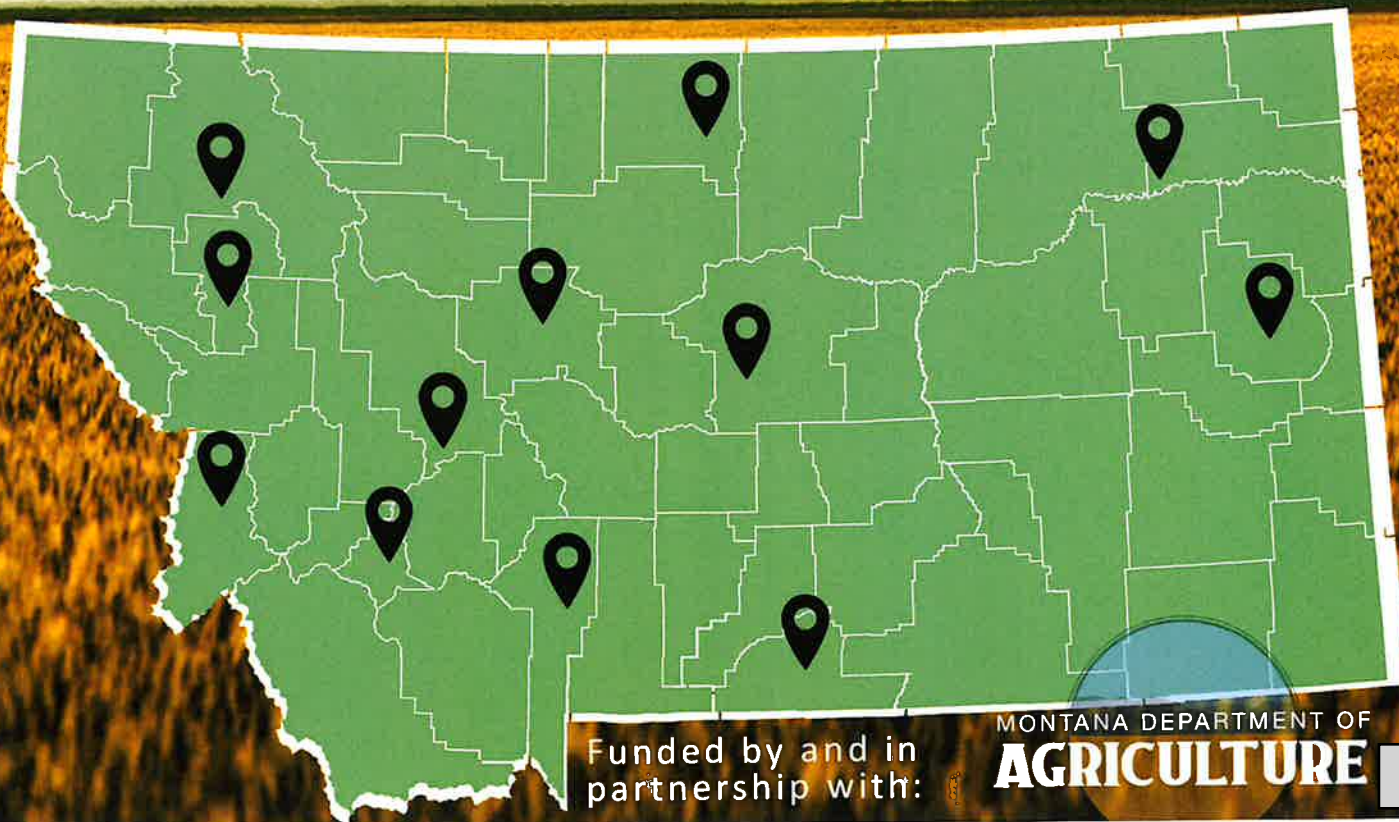 Funded by and in
partnership with:
MONTANA DEPARTMENT OF
AGRICULTURE